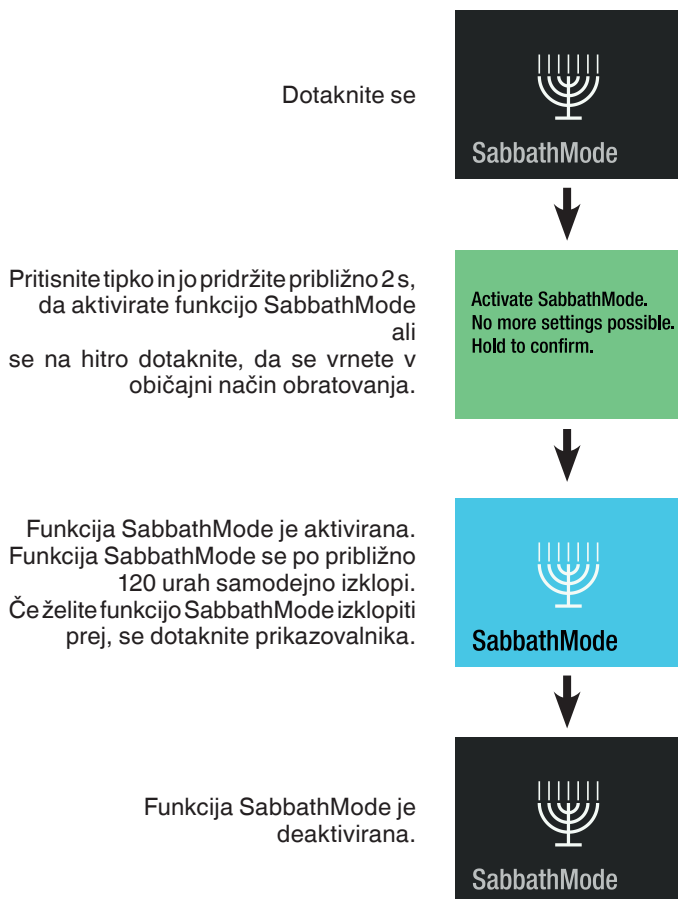 Dotaknite se
SabbathMode
Pritisnite tipko in jo pridržite približno 2 s,
da aktivirate funkcijo SabbathMode
ali
se na hitro dotaknite, da se vrnete v
običajni način obratovanja.
Activate SabbathMode.
No more settings possible.
Hold to confirm.
Funkcija SabbathMode je aktivirana.
Funkcija SabbathMode se po približno
120 urah samodejno izklopi.
Če želite funkcijo SabbathMode izklopiti
prej, se dotaknite prikazovalnika.
SabbathMode
Funkcija SabbathMode je
deaktivirana.
SabbathMode